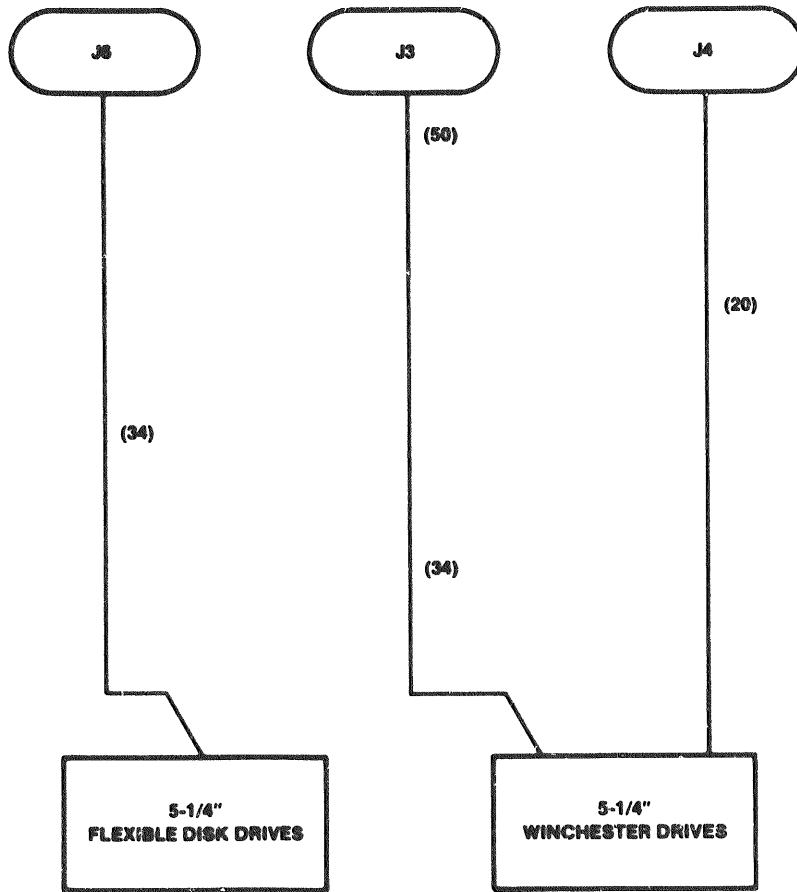 J6
J3
J4
(50)
(20)
(34)
(34)
5-1/4"
FLEXIBLE DISK DRIVES
5-1/4"
WINCHESTER DRIVES